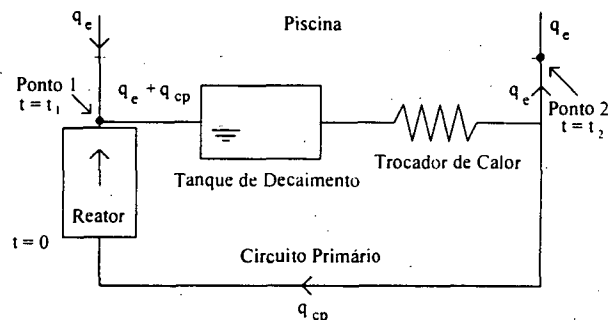 q_e
Piscina
q_e
Ponto 1
t = t_1
q_e + q_cp
q_e
Ponto 2
t = t_2
Trocador de Calor
Tanque de Decaimento
Reator
t = 0
Circuito Primário
q_cp